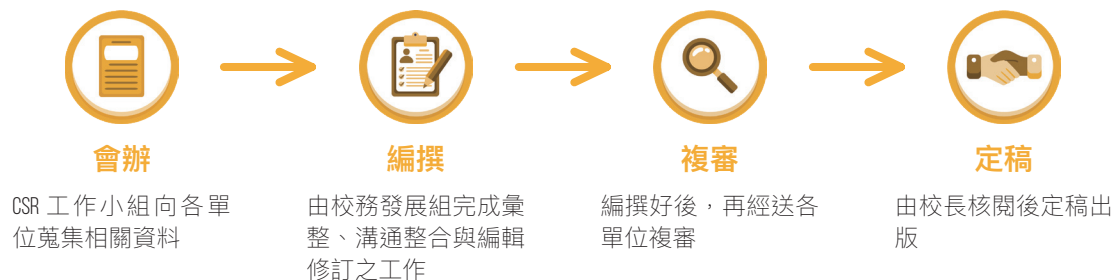 會辦
CSR 工作小組向各單
位蒐集相關資料
編撰
由校務發展組完成彙
整、溝通整合與編輯
修訂之工作
複審
編撰好後，再經送各
單位複審
定稿
由校長核閱後定稿出
版